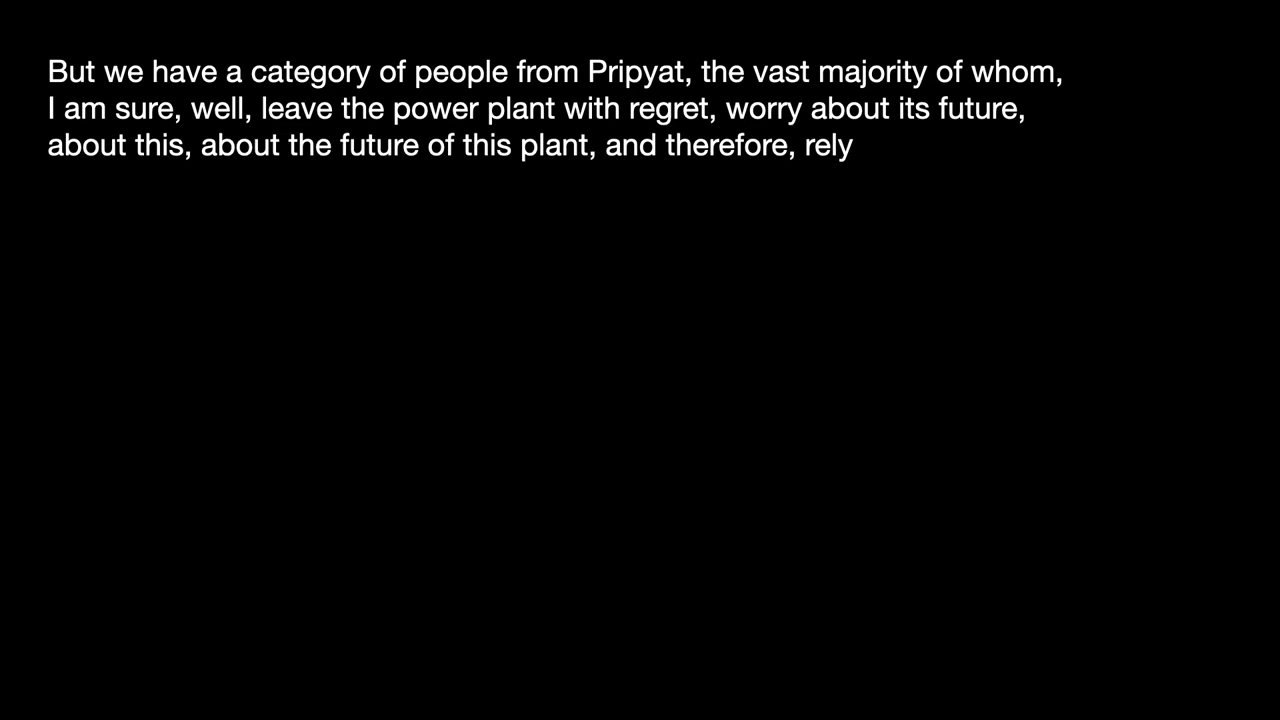 But we have a category of people from Pripyat, the vast majority of whom,
I am sure, well, leave the power plant with regret, worry about its future,
about this, about the future of this plant, and therefore, rely